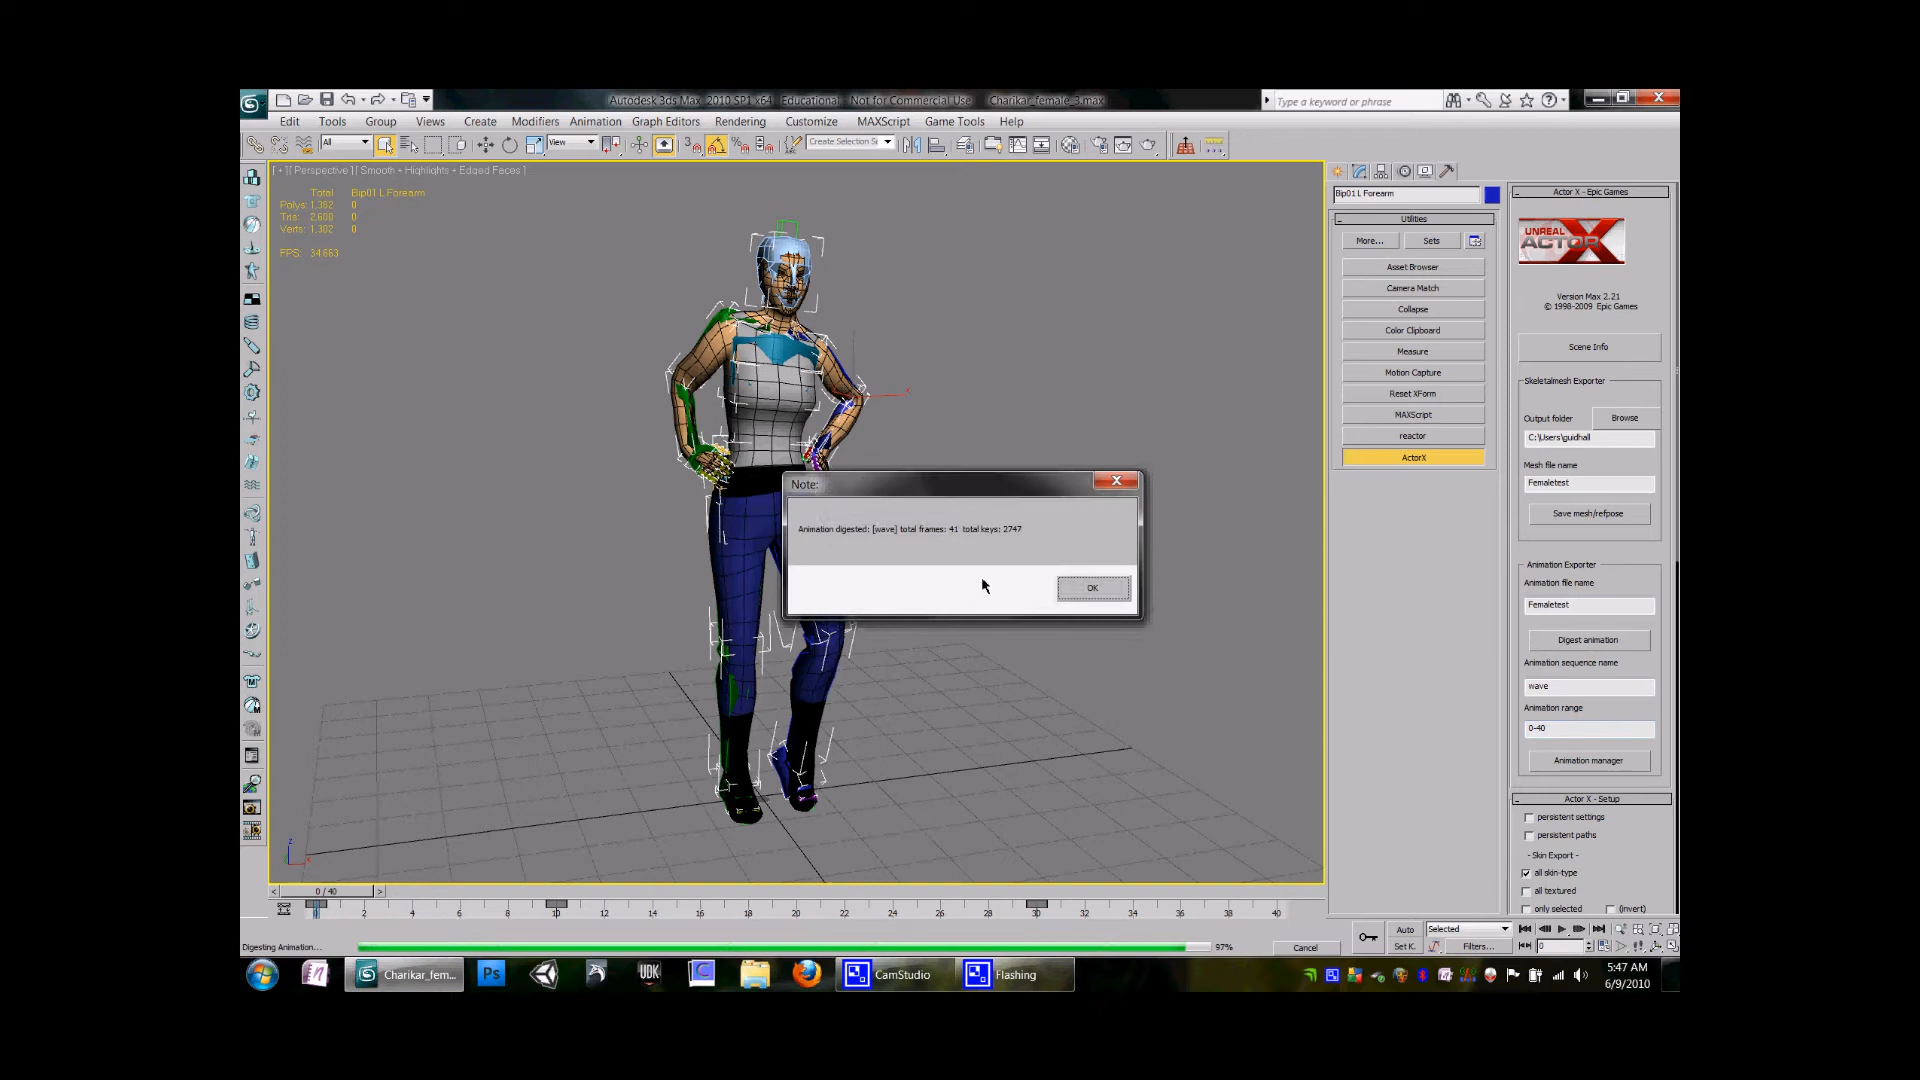 Autodesk 3ds Max 2010 SP1 x64 Educational - Not for Commercial Use Charikar_female_3.max
Type a keyword or phrase
Edit Tools Group Views Create Modifiers Animation Graph Editors Rendering Customize MAXScript Game Tools Help
All
View
Create Selection Se
[ + ][ Perspective ][ Smooth + Highlights + Edged Faces ]
Total Bip01 L Forearm
Polys: 1,382 0
Tris: 2,600 0
Verts: 1,382 0
FPS: 34.663
Bip01 L Forearm
Utilities
More... Sets
Asset Browser
Camera Match
Collapse
Color Clipboard
Measure
Motion Capture
Reset XForm
MAXScript
reactor
ActorX
Actor X - Epic Games
UNREAL
ACTORX
Version Max 2.21
© 1998-2009 Epic Games
Scene Info
Skeletalmesh Exporter
Output folder Browse
C:\Users\guidhall
Mesh file name
Femaletest
Save mesh/refpose
Animation Exporter
Animation file name
Femaletest
Digest animation
Animation sequence name
wave
Animation range
0-40
Animation manager
Actor X - Setup
persistent settings
persistent paths
- Skin Export -
all skin-type
all textured
only selected (invert)
Note:
Animation digested: [wave] total frames: 41 total keys: 2747
OK
0 / 40
0 2 4 6 8 10 12 14 16 18 20 22 24 26 28 30 32 34 36 38 40
Auto Selected
Set K. Filters... 0
Digesting Animation... 97% Cancel
Charikar_fem...
Ps
UDK
CamStudio
Flashing
5:47 AM
6/9/2010